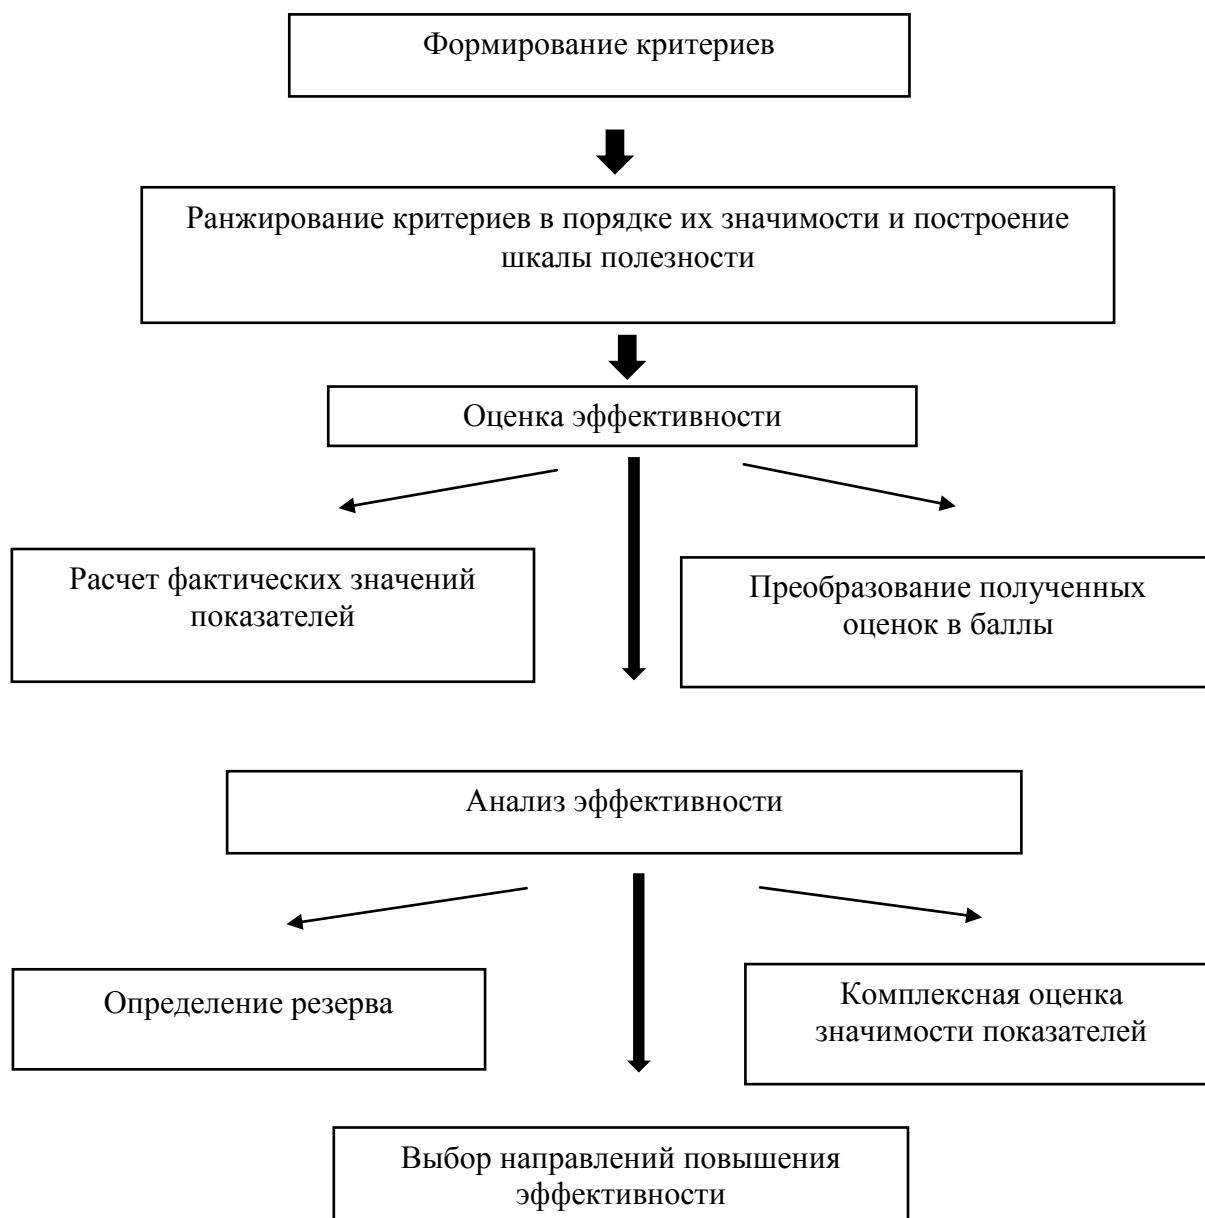 Формирование критериев
Ранжирование критериев в порядке их значимости и построение
шкалы полезности
Оценка эффективности
Расчет фактических значений
показателей
Преобразование полученных
оценок в баллы
Анализ эффективности
Определение резерва
Комплексная оценка
значимости показателей
Выбор направлений повышения
эффективности